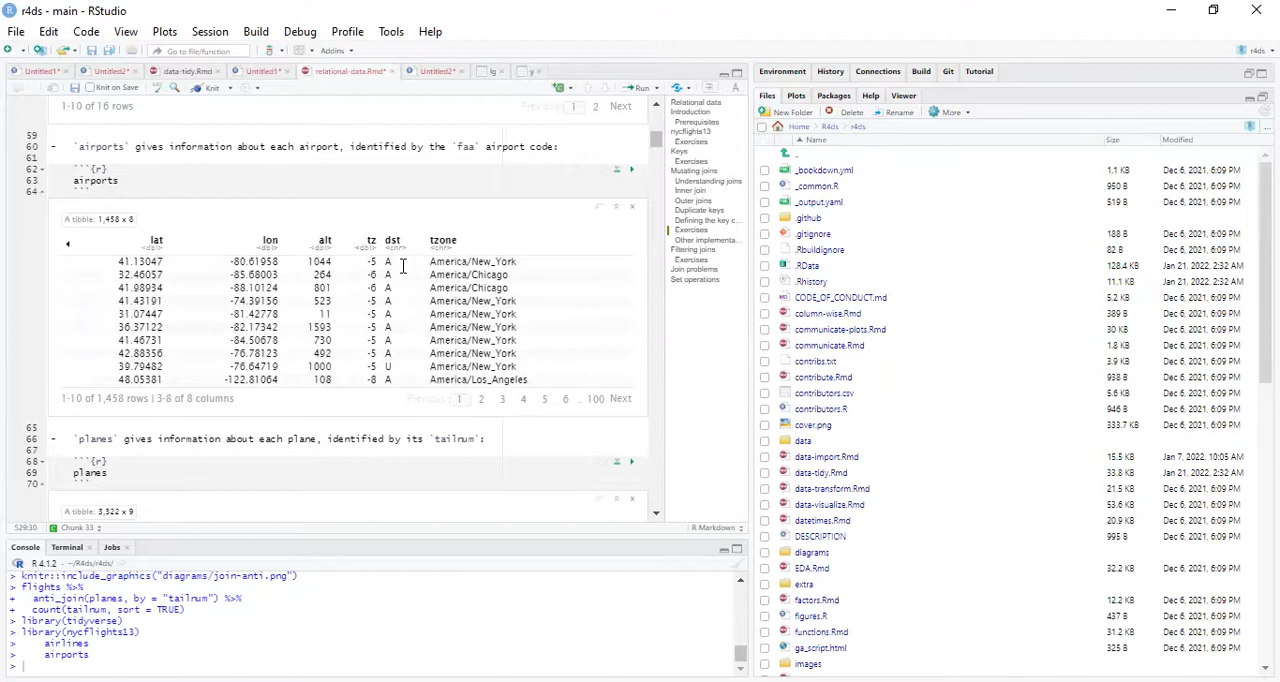 r4ds - main - RStudio
File Edit Code View Plots Session Build Debug Profile Tools Help
Go to file/function Addins r4ds
Untitled1* Untitled2* data-tidy.Rmd Untitled1* relational-data.Rmd* Untitled2* lg y
Knit on Save Knit Run
1-10 of 16 rows Previous 1 2 Next
59
60 - `airports` gives information about each airport, identified by the `faa` airport code:
61
62 ```{r}
63 airports
64 ```
A tibble: 1,458 x 8
lat lon alt tz dst tzone
<dbl> <dbl> <dbl> <dbl> <chr> <chr>
41.13047 -80.61958 1044 -5 A America/New_York
32.46057 -85.68003 264 -6 A America/Chicago
41.98934 -88.10124 801 -6 A America/Chicago
41.43191 -74.39156 523 -5 A America/New_York
31.07447 -81.42778 11 -5 A America/New_York
36.37122 -82.17342 1593 -5 A America/New_York
41.46731 -84.50678 730 -5 A America/New_York
42.88356 -76.78123 492 -5 A America/New_York
39.79482 -76.64719 1000 -5 U America/New_York
48.05381 -122.81064 108 -8 A America/Los_Angeles
1-10 of 1,458 rows | 3-8 of 8 columns Previous 1 2 3 4 5 6 ... 100 Next
65
66 - `planes` gives information about each plane, identified by its `tailnum`:
67
68 ```{r}
69 planes
70 ```
A tibble: 3,322 x 9
529:30 Chunk 33 R Markdown
Relational data
Introduction
Prerequisites
nycflights13
Exercises
Keys
Exercises
Mutating joins
Understanding joins
Inner join
Outer joins
Duplicate keys
Defining the key c...
Exercises
Other implementa...
Filtering joins
Exercises
Join problems
Set operations
Console Terminal Jobs
R 4.1.2 · ~/R4ds/r4ds/
> knitr::include_graphics("diagrams/join-anti.png")
> flights %>%
+ anti_join(planes, by = "tailnum") %>%
+ count(tailnum, sort = TRUE)
> library(tidyverse)
> library(nycflights13)
> airlines
> airports
>
Environment History Connections Build Git Tutorial
Files Plots Packages Help Viewer
New Folder Delete Rename More
Home R4ds r4ds
Name Size Modified
..
_bookdown.yml 1.1 KB Dec 6, 2021, 6:09 PM
_common.R 950 B Dec 6, 2021, 6:09 PM
_output.yaml 519 B Dec 6, 2021, 6:09 PM
.github
.gitignore 233 B Dec 6, 2021, 6:09 PM
.Rbuildignore 82 B Dec 6, 2021, 6:09 PM
.RData 128.4 KB Jan 21, 2022, 2:32 AM
.Rhistory 11.1 KB Jan 21, 2022, 2:32 AM
CODE_OF_CONDUCT.md 5.2 KB Dec 6, 2021, 6:09 PM
column-wise.Rmd 389 B Dec 6, 2021, 6:09 PM
communicate-plots.Rmd 30 KB Dec 6, 2021, 6:09 PM
communicate.Rmd 1.8 KB Dec 6, 2021, 6:09 PM
contribs.txt 3.9 KB Dec 6, 2021, 6:09 PM
contribute.Rmd 938 B Dec 6, 2021, 6:09 PM
contributors.csv 5.6 KB Dec 6, 2021, 6:09 PM
contributors.R 946 B Dec 6, 2021, 6:09 PM
cover.png 333.7 KB Dec 6, 2021, 6:09 PM
data
data-import.Rmd 15.5 KB Jan 7, 2022, 10:05 AM
data-tidy.Rmd 33.8 KB Jan 21, 2022, 2:32 AM
data-transform.Rmd 21.5 KB Dec 6, 2021, 6:09 PM
data-visualize.Rmd 53.6 KB Dec 6, 2021, 6:09 PM
datetimes.Rmd 20.9 KB Dec 6, 2021, 6:09 PM
DESCRIPTION 995 B Dec 6, 2021, 6:09 PM
diagrams
EDA.Rmd 32.2 KB Dec 6, 2021, 6:09 PM
extra
factors.Rmd 12.2 KB Dec 6, 2021, 6:09 PM
figures.R 437 B Dec 6, 2021, 6:09 PM
functions.Rmd 31.2 KB Dec 6, 2021, 6:09 PM
ga_script.html 325 B Dec 6, 2021, 6:09 PM
images